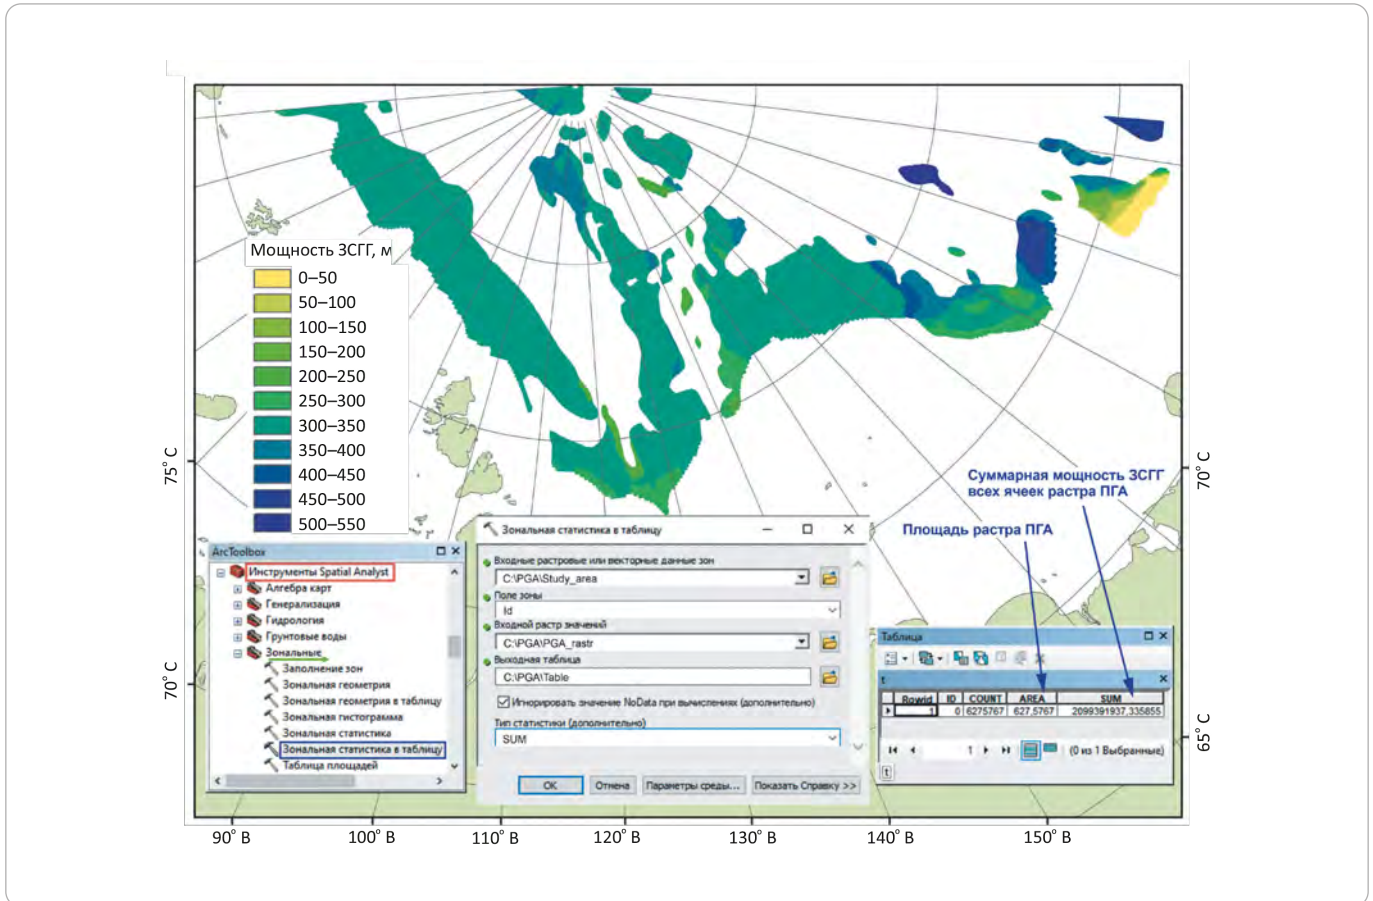 Мощность ЗСГГ, м
0–50
50–100
100–150
150–200
200–250
250–300
300–350
350–400
400–450
450–500
500–550
75° С
70° С
70° С
65° С
Суммарная мощность ЗСГГ
всех ячеек растра ПГА
Площадь растра ПГА
ArcToolbox
Инструменты Spatial Analyst
Алгебра карт
Генерализация
Гидрология
Грунтовые воды
Зональные
Заполнение зон
Зональная геометрия
Зональная геометрия в таблицу
Зональная гистограмма
Зональная статистика
Зональная статистика в таблицу
Таблица площадей
Зональная статистика в таблицу
Входные растровые или векторные данные зон
C:\PGA\Study_area
Поле зоны
Id
Входной растр значений
C:\PGA\PGA_rastr
Выходная таблица
C:\PGA\Table
Игнорировать значение NoData при вычислениях (дополнительно)
Тип статистики (дополнительно)
SUM
OK
Отмена
Параметры среды...
Показать Справку >>
Таблица
t
Rowid ID COUNT AREA SUM
1 0 6275767 627,5767 2099391937,335855
1
(0 из 1 Выбранные)
t
90° В
100° В
110° В
120° В
130° В
140° В
150° В